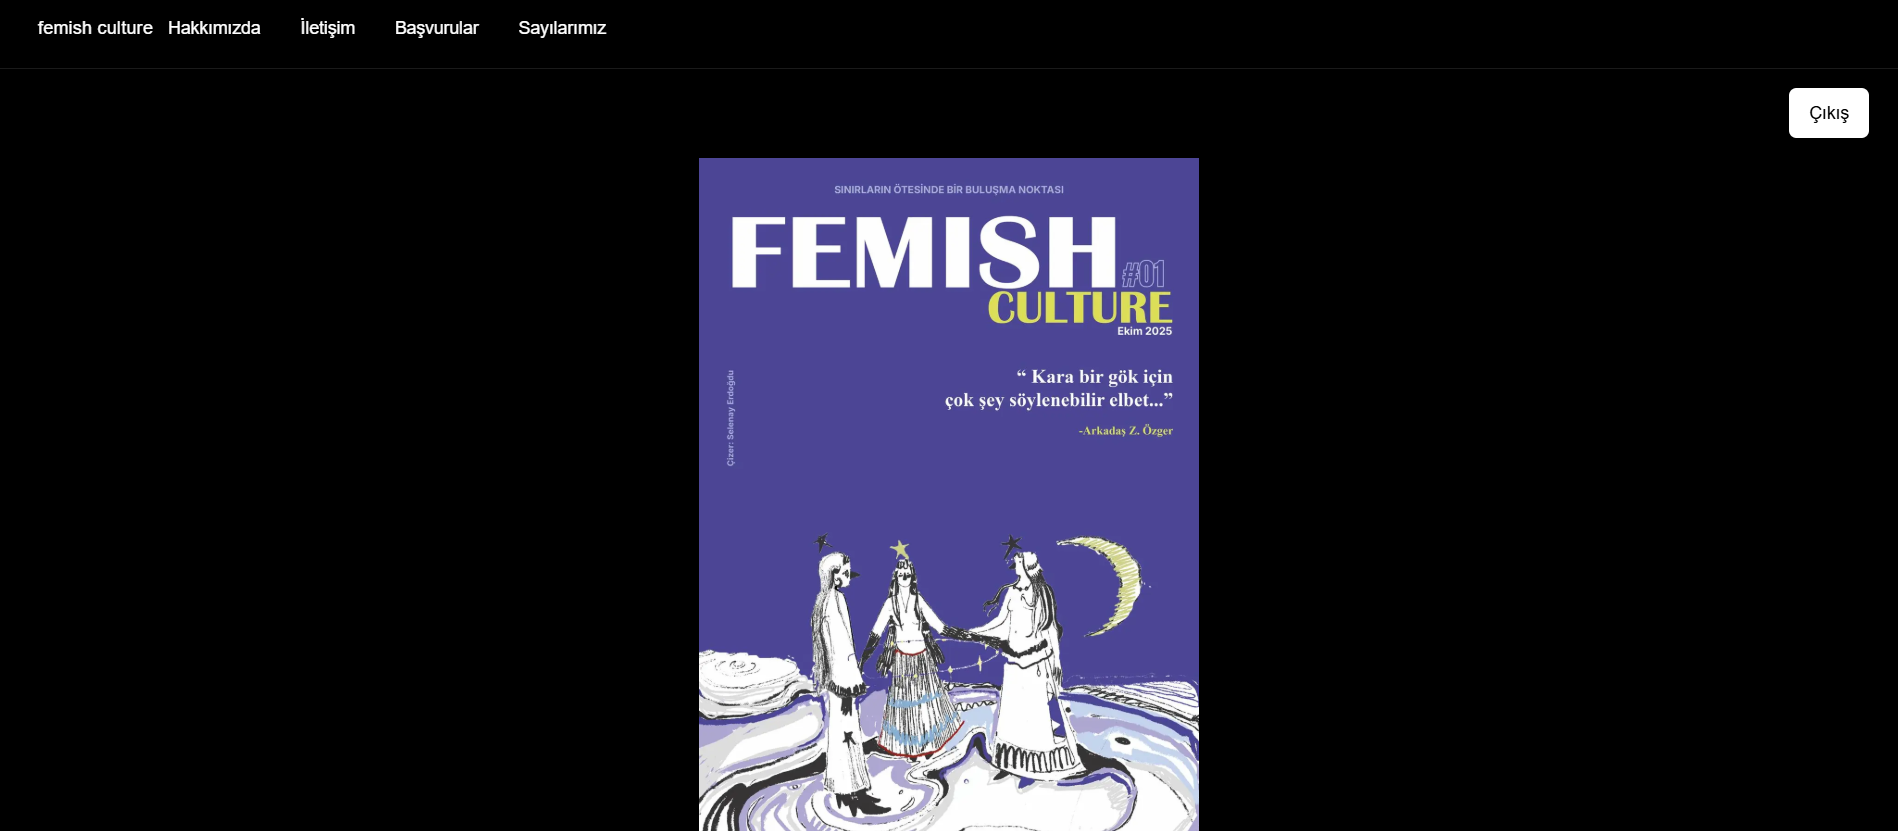 femish culture Hakkımızda İletişim Başvurular Sayılarımız
Çıkış
SINIRLARIN ÖTESİNDE BİR BULUŞMA NOKTASI
FEMISH
#01
CULTURE
Ekim 2025
“ Kara bir gök için
çok şey söylenebilir elbet...”
-Arkadaş Z. Özger
Çizer: Selenay Erdoğdu